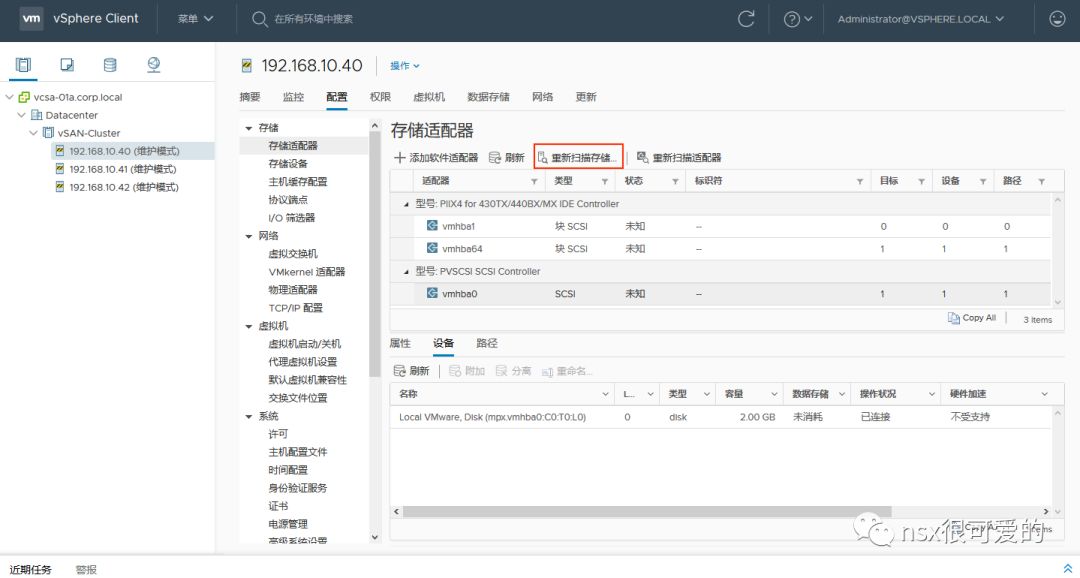 vm vSphere Client 菜单 在所有环境中搜索 Administrator@VSPHERE.LOCAL
vcsa-01a.corp.local
Datacenter
vSAN-Cluster
192.168.10.40 (维护模式)
192.168.10.41 (维护模式)
192.168.10.42 (维护模式)
192.168.10.40 操作
摘要 监控 配置 权限 虚拟机 数据存储 网络 更新
存储
存储适配器
存储设备
主机缓存配置
协议端点
I/O 筛选器
网络
虚拟交换机
VMkernel 适配器
物理适配器
TCP/IP 配置
虚拟机
虚拟机启动/关机
代理虚拟机设置
默认虚拟机兼容性
交换文件位置
系统
许可
主机配置文件
时间配置
身份验证服务
证书
电源管理
高级系统设置
存储适配器
添加软件适配器 刷新 重新扫描存储... 重新扫描适配器
适配器 类型 状态 标识符 目标 设备 路径
型号: PIIX4 for 430TX/440BX/MX IDE Controller
vmhba1 块 SCSI 未知 -- 0 0 0
vmhba64 块 SCSI 未知 -- 1 1 1
型号: PVSCSI SCSI Controller
vmhba0 SCSI 未知 -- 1 1 1
Copy All 3 items
属性 设备 路径
刷新 附加 分离 重命名...
名称 L... 类型 容量 数据存储 操作状况 硬件加速
Local VMware, Disk (mpx.vmhba0:C0:T0:L0) 0 disk 2.00 GB 未消耗 已连接 不受支持
nsx很可爱的
近期任务 警报